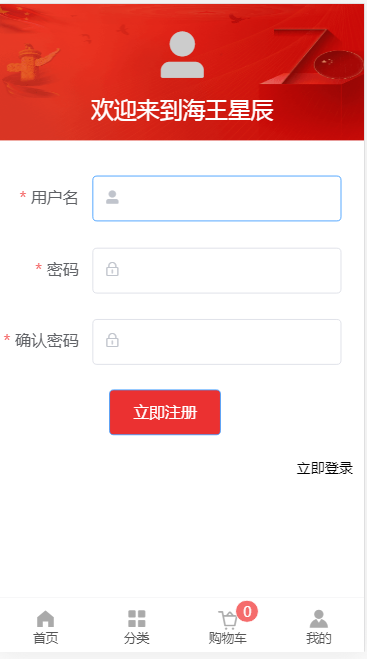 欢迎来到海王星辰
* 用户名
* 密码
* 确认密码
立即注册
立即登录
0
首页 分类 购物车 我的